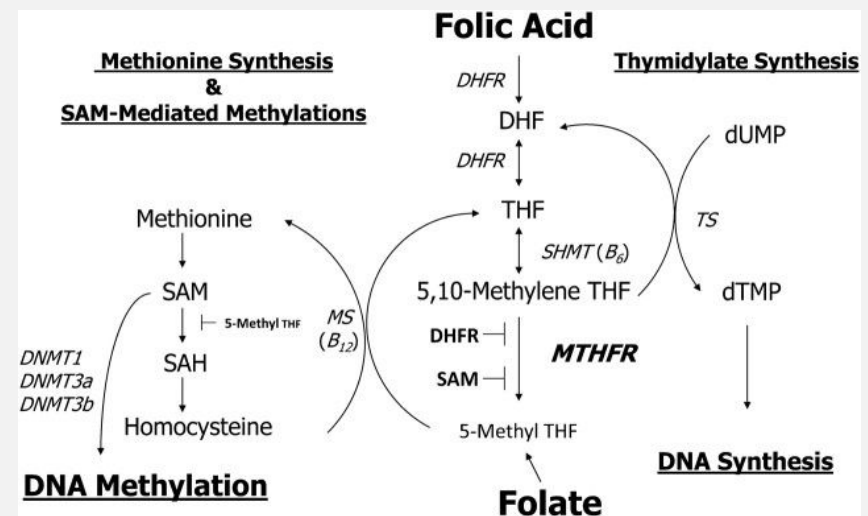 Folic Acid
Methionine Synthesis
&
SAM-Mediated Methylations
Thymidylate Synthesis
DHFR
DHF
dUMP
DHFR
THF
TS
Methionine
SHMT (B6)
SAM
5,10-Methylene THF
dTMP
5-Methyl THF
MS
(B12)
DHFR
MTHFR
SAM
DNMT1
DNMT3a
DNMT3b
SAH
Homocysteine
5-Methyl THF
DNA Methylation
DNA Synthesis
Folate